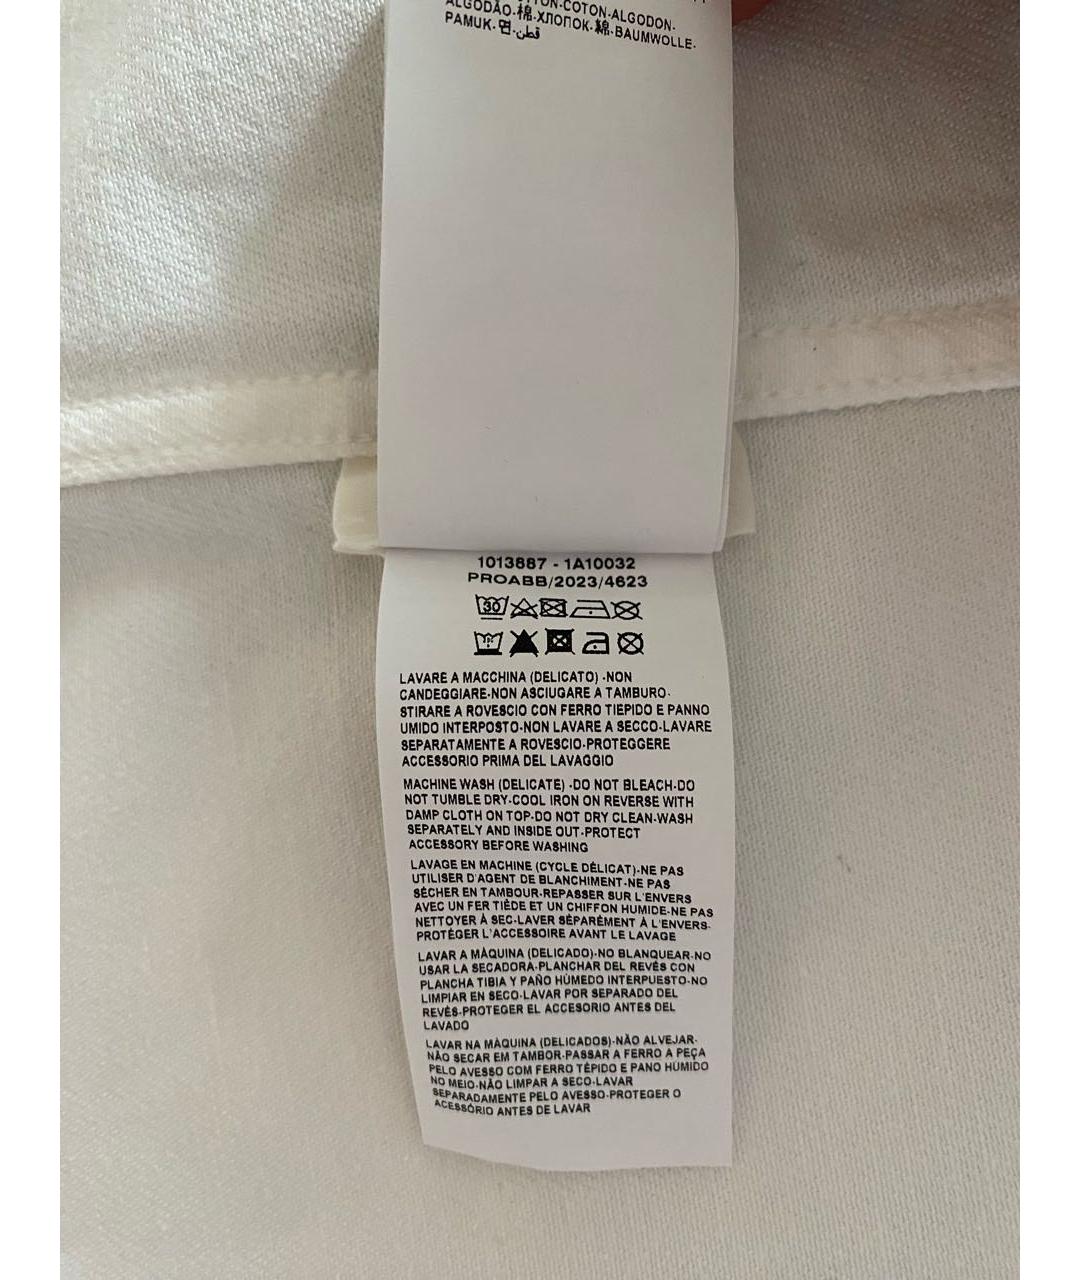 COTON-ALGODON-
ALGODÃO-棉-ХЛОПОК-綿-BAUMWOLLE-
PAMUK-면-قطن
1013887 - 1A10032
PROABB/2023/4623
30
LAVARE A MACCHINA (DELICATO) -NON
CANDEGGIARE-NON ASCIUGARE A TAMBURO-
STIRARE A ROVESCIO CON FERRO TIEPIDO E PANNO
UMIDO INTERPOSTO-NON LAVARE A SECCO-LAVARE
SEPARATAMENTE A ROVESCIO-PROTEGGERE
ACCESSORIO PRIMA DEL LAVAGGIO
MACHINE WASH (DELICATE) -DO NOT BLEACH-DO
NOT TUMBLE DRY-COOL IRON ON REVERSE WITH
DAMP CLOTH ON TOP-DO NOT DRY CLEAN-WASH
SEPARATELY AND INSIDE OUT-PROTECT
ACCESSORY BEFORE WASHING
LAVAGE EN MACHINE (CYCLE DÉLICAT)-NE PAS
UTILISER D'AGENT DE BLANCHIMENT-NE PAS
SÉCHER EN TAMBOUR-REPASSER SUR L'ENVERS
AVEC UN FER TIÈDE ET UN CHIFFON HUMIDE-NE PAS
NETTOYER À SEC-LAVER SÉPARÉMENT À L'ENVERS-
PROTÉGER L'ACCESSOIRE AVANT LE LAVAGE
LAVAR A MÁQUINA (DELICADO)-NO BLANQUEAR-NO
USAR LA SECADORA-PLANCHAR DEL REVÉS CON
PLANCHA TIBIA Y PAÑO HÚMEDO INTERPUESTO-NO
LIMPIAR EN SECO-LAVAR POR SEPARADO DEL
REVÉS-PROTEGER EL ACCESORIO ANTES DEL
LAVADO
LAVAR NA MÁQUINA (DELICADOS)-NÃO ALVEJAR-
NÃO SECAR EM TAMBOR-PASSAR A FERRO A PEÇA
PELO AVESSO COM FERRO TÉPIDO E PANO HÚMIDO
NO MEIO-NÃO LIMPAR A SECO-LAVAR
SEPARADAMENTE PELO AVESSO-PROTEGER O
ACESSÓRIO ANTES DE LAVAR